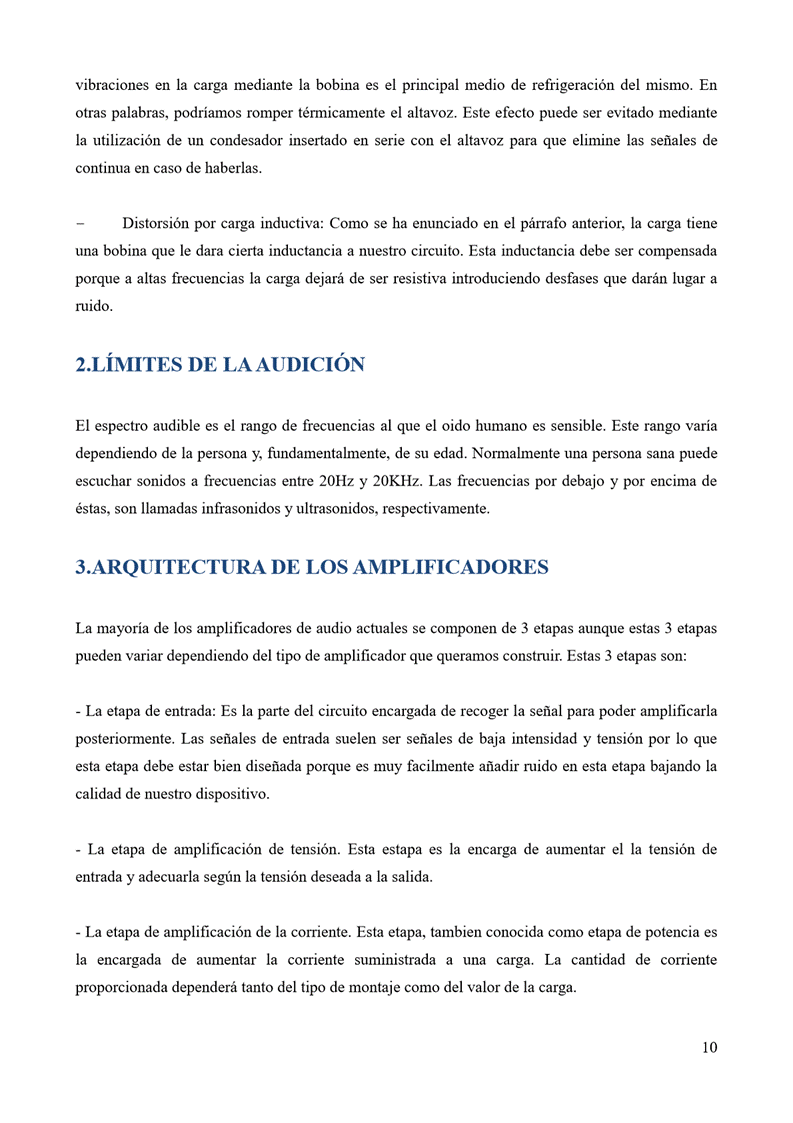 vibraciones en la carga mediante la bobina es el principal medio de refrigeración del mismo. En
otras palabras, podríamos romper térmicamente el altavoz. Este efecto puede ser evitado mediante
la utilización de un condesador insertado en serie con el altavoz para que elimine las señales de
continua en caso de haberlas.
– Distorsión por carga inductiva: Como se ha enunciado en el párrafo anterior, la carga tiene
una bobina que le dara cierta inductancia a nuestro circuito. Esta inductancia debe ser compensada
porque a altas frecuencias la carga dejará de ser resistiva introduciendo desfases que darán lugar a
ruido.
2.LÍMITES DE LA AUDICIÓN
El espectro audible es el rango de frecuencias al que el oido humano es sensible. Este rango varía
dependiendo de la persona y, fundamentalmente, de su edad. Normalmente una persona sana puede
escuchar sonidos a frecuencias entre 20Hz y 20KHz. Las frecuencias por debajo y por encima de
éstas, son llamadas infrasonidos y ultrasonidos, respectivamente.
3.ARQUITECTURA DE LOS AMPLIFICADORES
La mayoría de los amplificadores de audio actuales se componen de 3 etapas aunque estas 3 etapas
pueden variar dependiendo del tipo de amplificador que queramos construir. Estas 3 etapas son:
- La etapa de entrada: Es la parte del circuito encargada de recoger la señal para poder amplificarla
posteriormente. Las señales de entrada suelen ser señales de baja intensidad y tensión por lo que
esta etapa debe estar bien diseñada porque es muy facilmente añadir ruido en esta etapa bajando la
calidad de nuestro dispositivo.
- La etapa de amplificación de tensión. Esta estapa es la encarga de aumentar el la tensión de
entrada y adecuarla según la tensión deseada a la salida.
- La etapa de amplificación de la corriente. Esta etapa, tambien conocida como etapa de potencia es
la encargada de aumentar la corriente suministrada a una carga. La cantidad de corriente
proporcionada dependerá tanto del tipo de montaje como del valor de la carga.
10